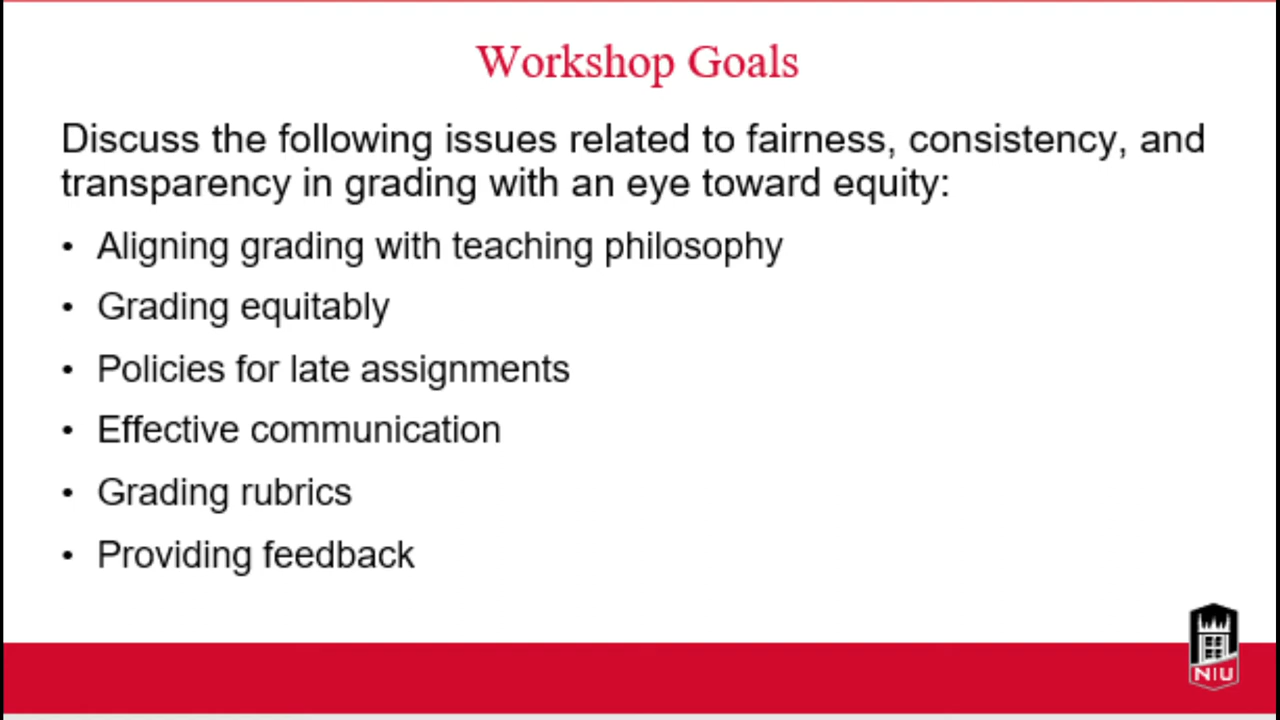 Workshop Goals
Discuss the following issues related to fairness, consistency, and
transparency in grading with an eye toward equity:
• Aligning grading with teaching philosophy
• Grading equitably
• Policies for late assignments
• Effective communication
• Grading rubrics
• Providing feedback
NIU